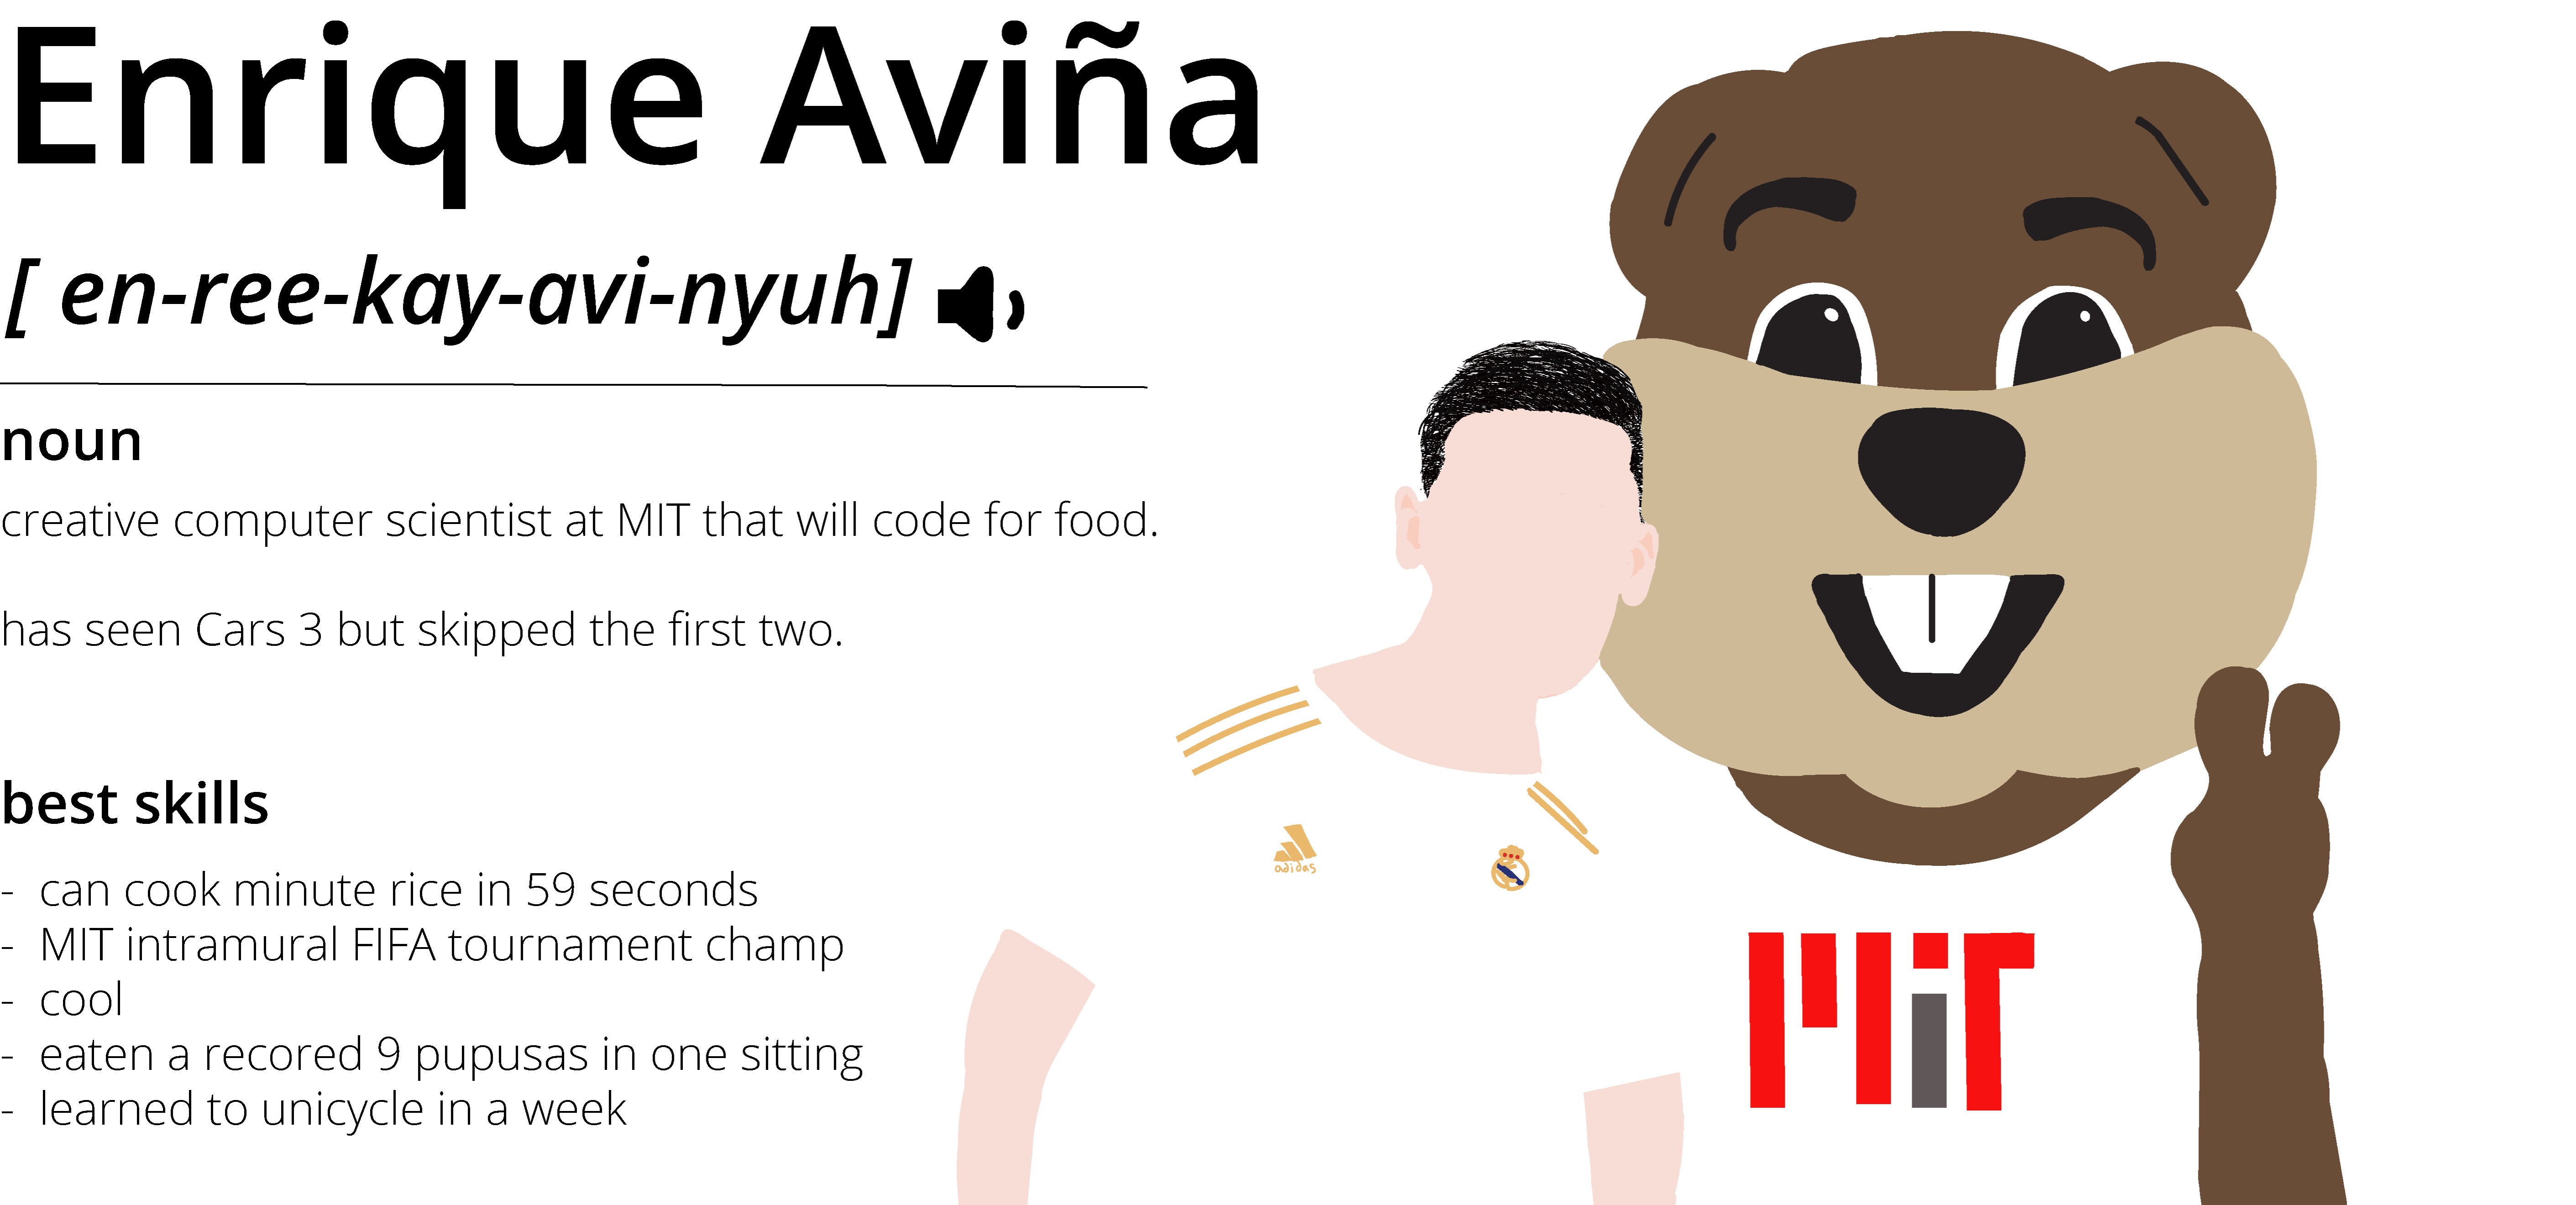 Enrique Aviña
[ en-ree-kay-avi-nyuh]
noun
creative computer scientist at MIT that will code for food.
has seen Cars 3 but skipped the first two.
best skills
- can cook minute rice in 59 seconds
- MIT intramural FIFA tournament champ
- cool
- eaten a recored 9 pupusas in one sitting
- learned to unicycle in a week
adidas
MiT